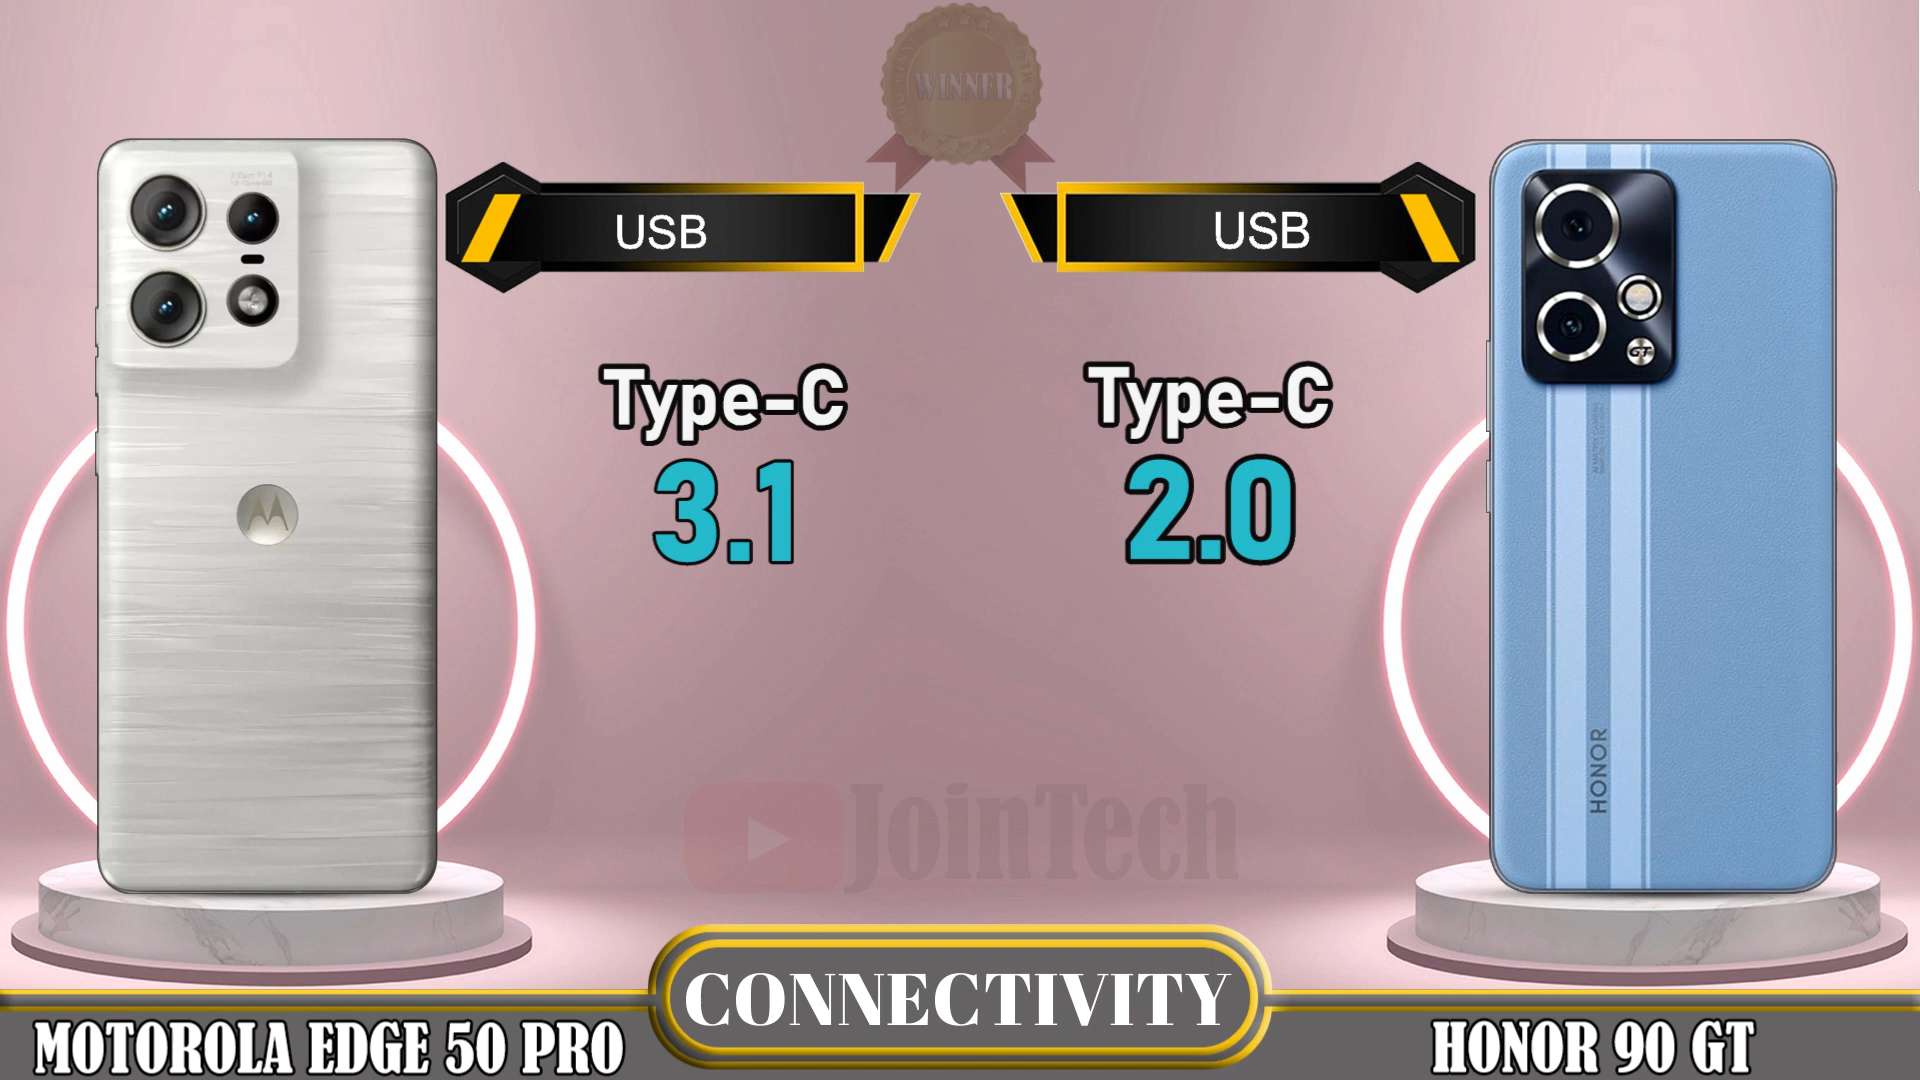 WINNER
USB
USB
Type-C
3.1
Type-C
2.0
GT
HONOR
JoinTech
CONNECTIVITY
MOTOROLA EDGE 50 PRO
HONOR 90 GT